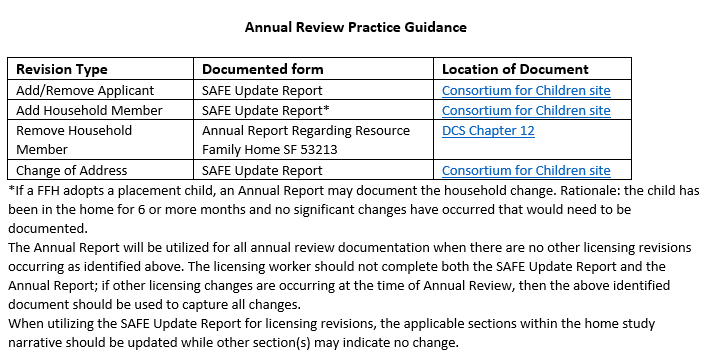 Annual Review Practice Guidance
Revision Type Documented form Location of Document
Add/Remove Applicant SAFE Update Report Consortium for Children site
Add Household Member SAFE Update Report* Consortium for Children site
Remove Household Annual Report Regarding Resource DCS Chapter 12
Member Family Home SF 53213
Change of Address SAFE Update Report Consortium for Children site
*If a FFH adopts a placement child, an Annual Report may document the household change. Rationale: the child has
been in the home for 6 or more months and no significant changes have occurred that would need to be
documented.
The Annual Report will be utilized for all annual review documentation when there are no other licensing revisions
occurring as identified above. The licensing worker should not complete both the SAFE Update Report and the
Annual Report; if other licensing changes are occurring at the time of Annual Review, then the above identified
document should be used to capture all changes.
When utilizing the SAFE Update Report for licensing revisions, the applicable sections within the home study
narrative should be updated while other section(s) may indicate no change.